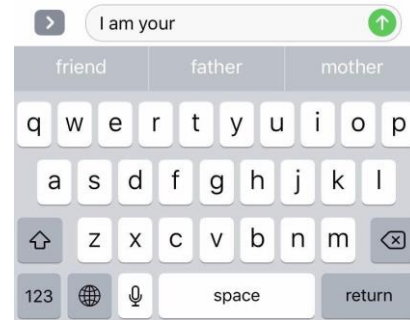 I am your
friend father mother
q w e r t y u i o p
a s d f g h j k l
z x c v b n m
123 space return